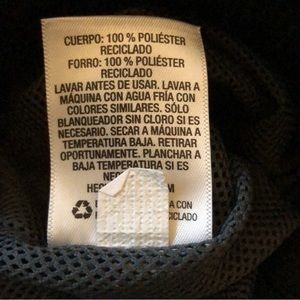 CUERPO: 100 % POLIÉSTER
RECICLADO
FORRO: 100 % POLIÉSTER
RECICLADO
LAVAR ANTES DE USAR. LAVAR A
MÁQUINA CON AGUA FRÍA CON
COLORES SIMILARES. SÓLO
BLANQUEADOR SIN CLORO SI ES
NECESARIO. SECAR A MÁQUINA A
TEMPERATURA BAJA. RETIRAR
OPORTUNAMENTE. PLANCHAR A
BAJA TEMPERATURA SI ES
NECESARIO